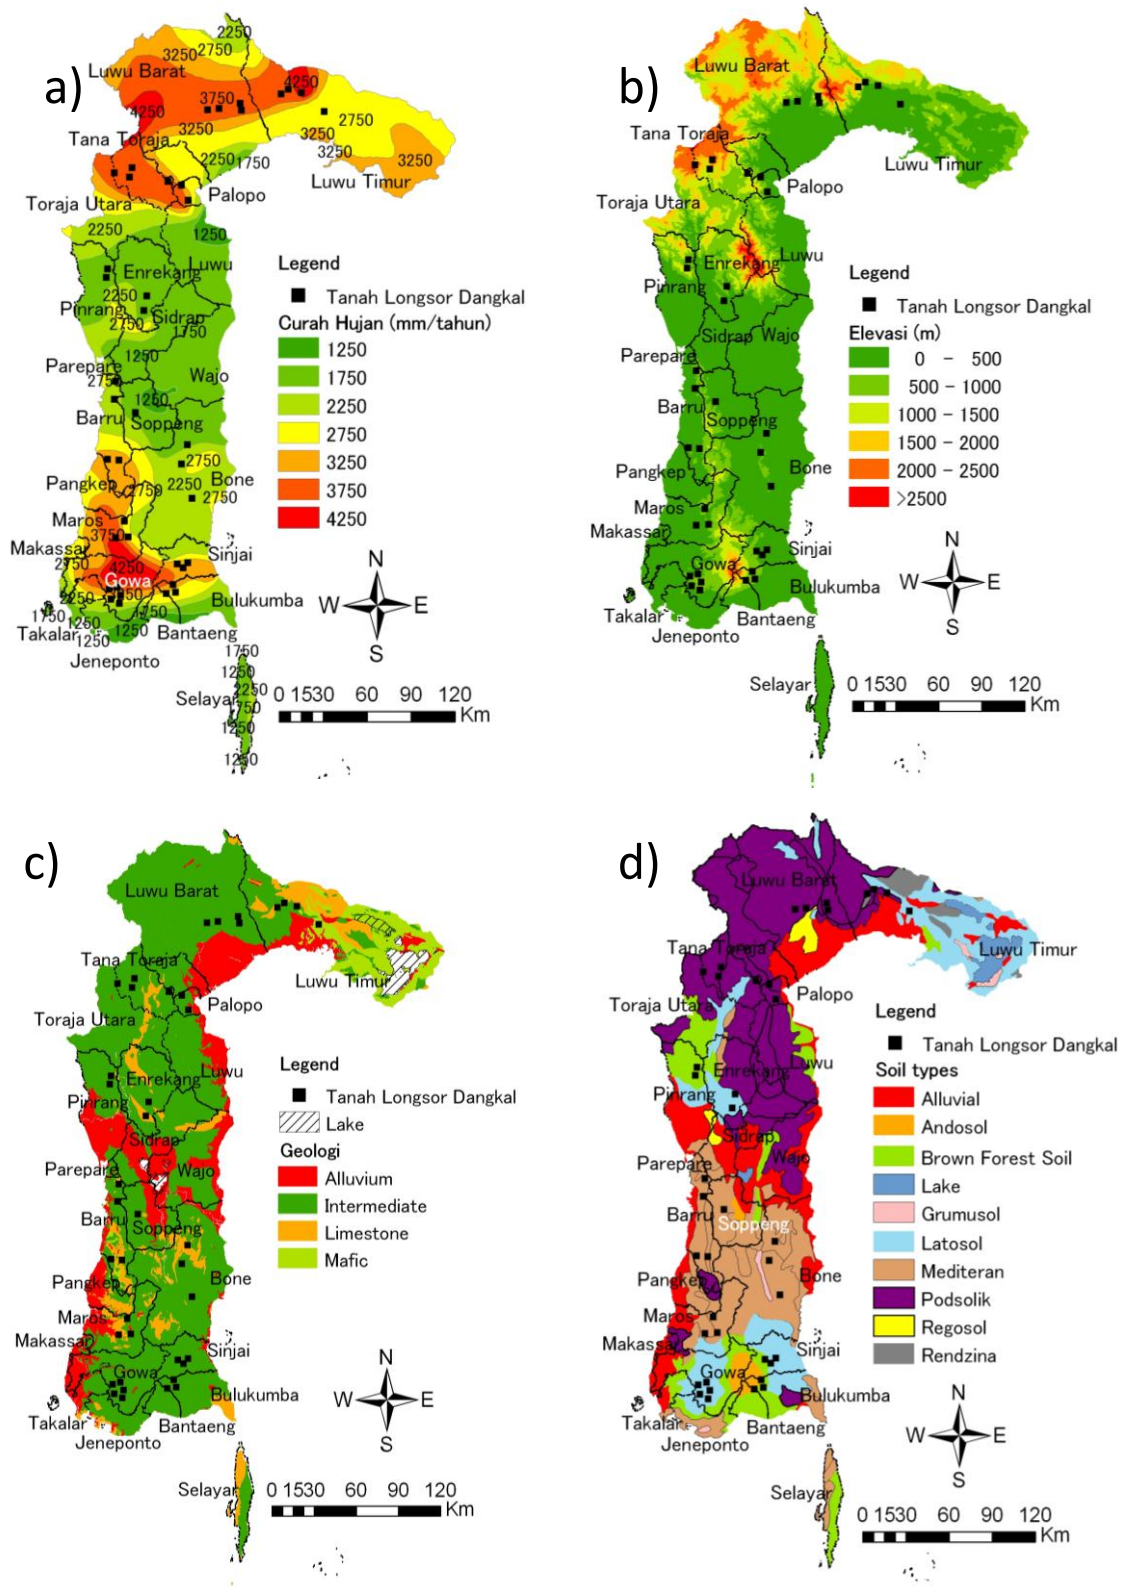 a)
2250
3250
2750
Luwu Barat
4250
3750
4250
2750
3250
3250
3250
3250
Tana Toraja
2250
1750
Luwu Timur
Toraja Utara
Palopo
2250
1250
Enrekang
Luwu
2250
Pinrang
Sidrap
2750
1750
1250
Parepare
2750
Wajo
1250
Barru
Soppeng
2750
Pangkep
2750
2250
Bone
2750
Maros
3750
Makassar
Sinjai
2750
4250
Gowa
2250
Bulukumba
1750
1750
1250
Takalar
1250
1250
Bantaeng
Jeneponto
1750
1250
2250
Selayar
1750
1250
1250
Legend
Tanah Longsor Dangkal
Curah Hujan (mm/tahun)
1250
1750
2250
2750
3250
3750
4250
N
W E
S
0 1530 60 90 120
Km
b)
Luwu Barat
Tana Toraja
Luwu Timur
Palopo
Toraja Utara
Enrekang
Luwu
Pinrang
Sidrap
Wajo
Parepare
Barru
Soppeng
Pangkep
Bone
Maros
Makassar
Sinjai
Gowa
Bulukumba
Takalar
Bantaeng
Jeneponto
Selayar
Legend
Tanah Longsor Dangkal
Elevasi (m)
0 - 500
500 - 1000
1000 - 1500
1500 - 2000
2000 - 2500
>2500
N
W E
S
0 1530 60 90 120
Km
c)
Luwu Barat
Tana Toraja
Luwu Timur
Palopo
Toraja Utara
Enrekang
Luwu
Pinrang
Sidrap
Parepare
Wajo
Barru
Soppeng
Pangkep
Bone
Maros
Makassar
Sinjai
Gowa
Bulukumba
Takalar
Bantaeng
Jeneponto
Selayar
Legend
Tanah Longsor Dangkal
Lake
Geologi
Alluvium
Intermediate
Limestone
Mafic
N
W E
S
0 1530 60 90 120
Km
d)
Luwu Barat
Tana Toraja
Luwu Timur
Toraja Utara
Palopo
Enrekang
Luwu
Pinrang
Sidrap
Parepare
Wajo
Barru
Soppeng
Pangkep
Bone
Maros
Makassar
Sinjai
Gowa
Bulukumba
Takalar
Bantaeng
Jeneponto
Selayar
Legend
Tanah Longsor Dangkal
Soil types
Alluvial
Andosol
Brown Forest Soil
Lake
Grumusol
Latosol
Mediteran
Podsolik
Regosol
Rendzina
N
W E
S
0 1530 60 90 120
Km